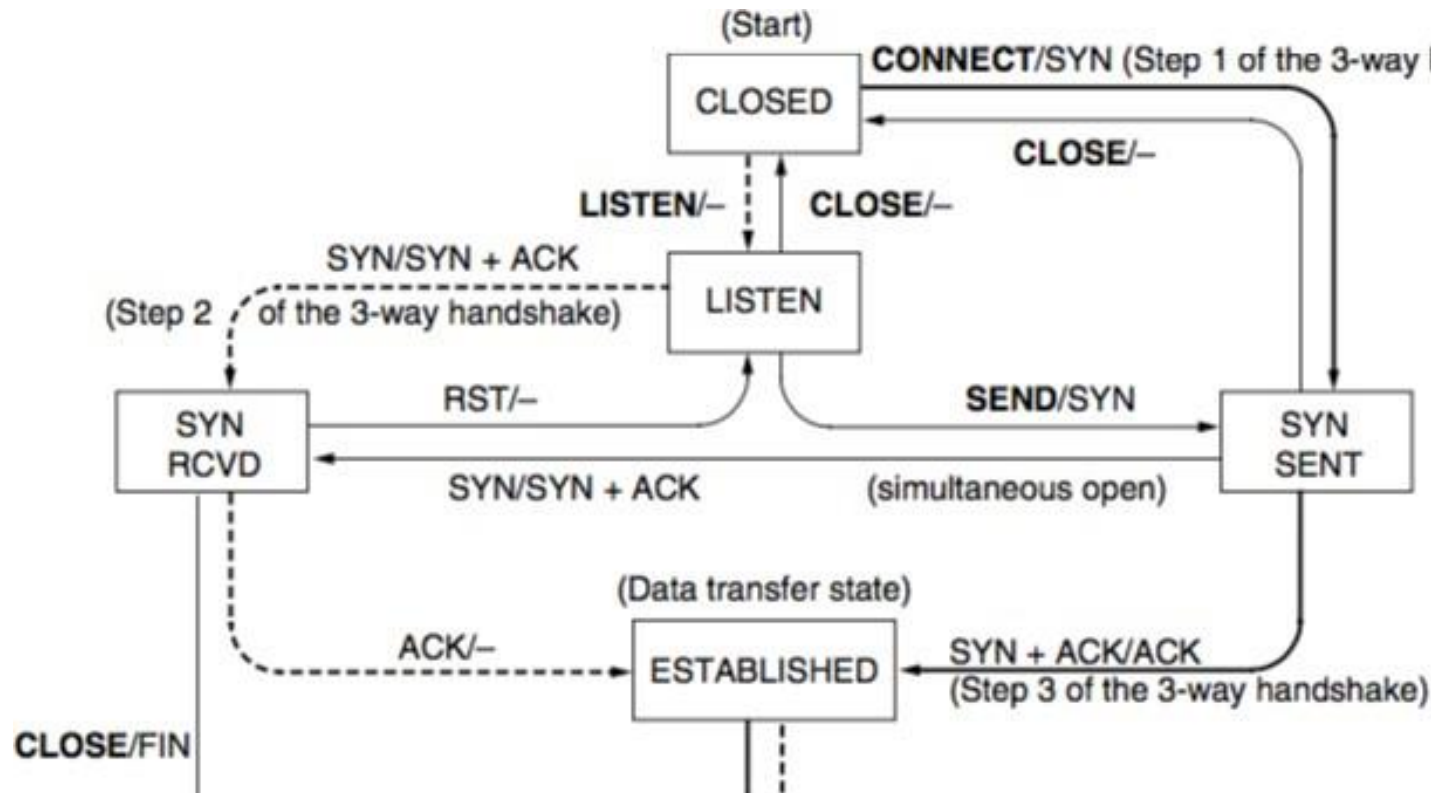 (Start)
CONNECT/SYN (Step 1 of the 3-way
CLOSED
CLOSE/–
LISTEN/–
CLOSE/–
SYN/SYN + ACK
LISTEN
(Step 2 of the 3-way handshake)
RST/–
SEND/SYN
SYN
RCVD
SYN
SENT
SYN/SYN + ACK
(simultaneous open)
(Data transfer state)
ACK/–
ESTABLISHED
SYN + ACK/ACK
(Step 3 of the 3-way handshake)
CLOSE/FIN